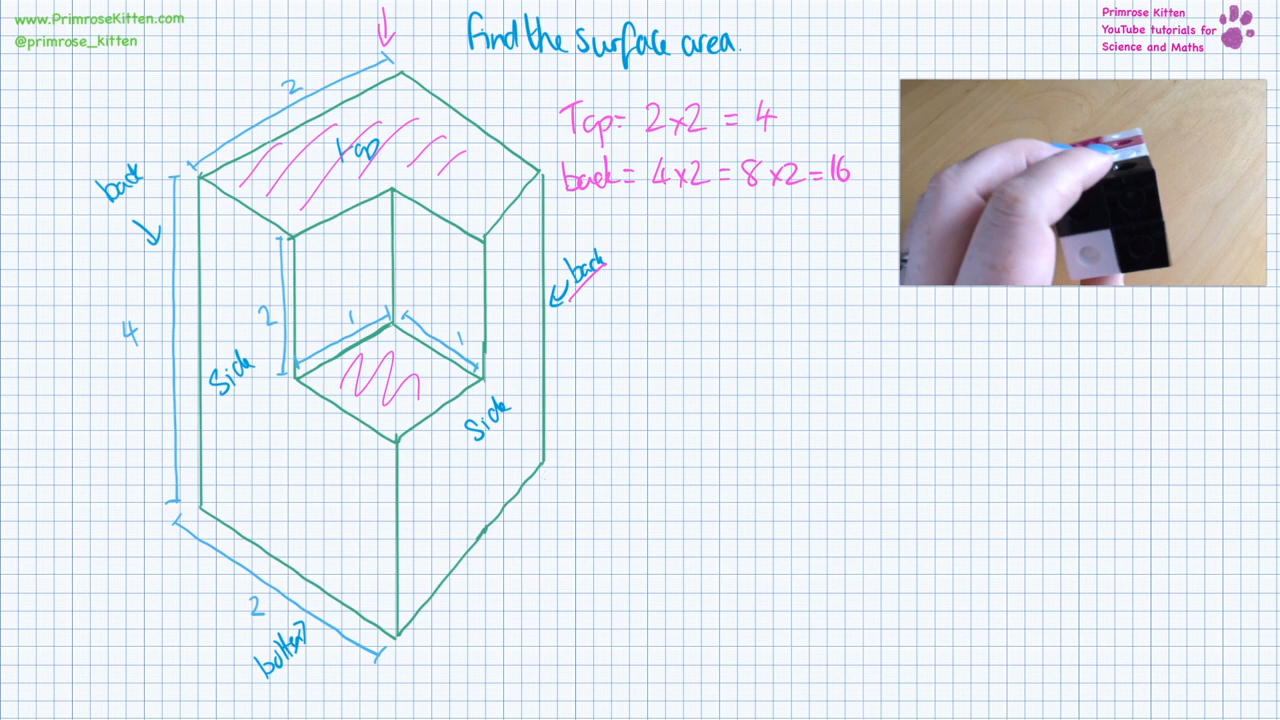 www.PrimroseKitten.com
@primrose_kitten
Find the surface area.
Primrose Kitten
YouTube tutorials for
Science and Maths
2
top
Top = 2×2 = 4
back = 4×2 = 8 ×2 = 16
back
back
4
2
1
1
Side
Side
2
bottom